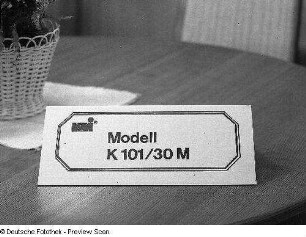 Modell
K 101/30 M
© Deutsche Fotothek - Preview Scan